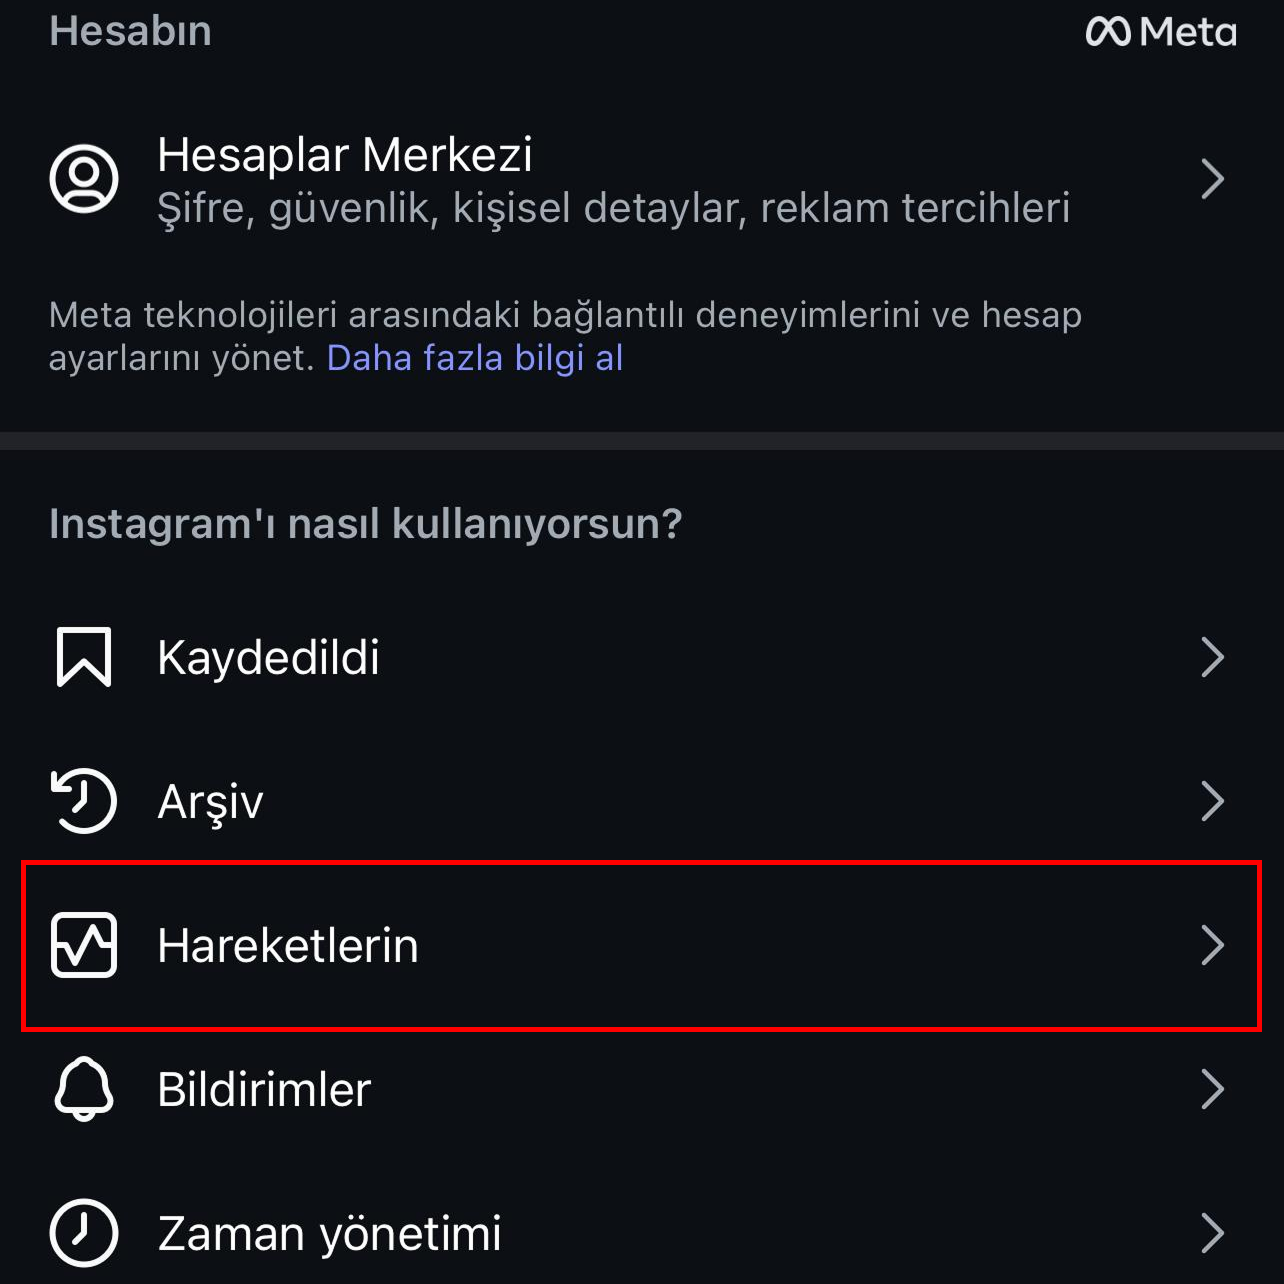 Hesabın
Meta
Hesaplar Merkezi
Şifre, güvenlik, kişisel detaylar, reklam tercihleri
Meta teknolojileri arasındaki bağlantılı deneyimlerini ve hesap
ayarlarını yönet. Daha fazla bilgi al
Instagram'ı nasıl kullanıyorsun?
Kaydedildi
Arşiv
Hareketlerin
Bildirimler
Zaman yönetimi